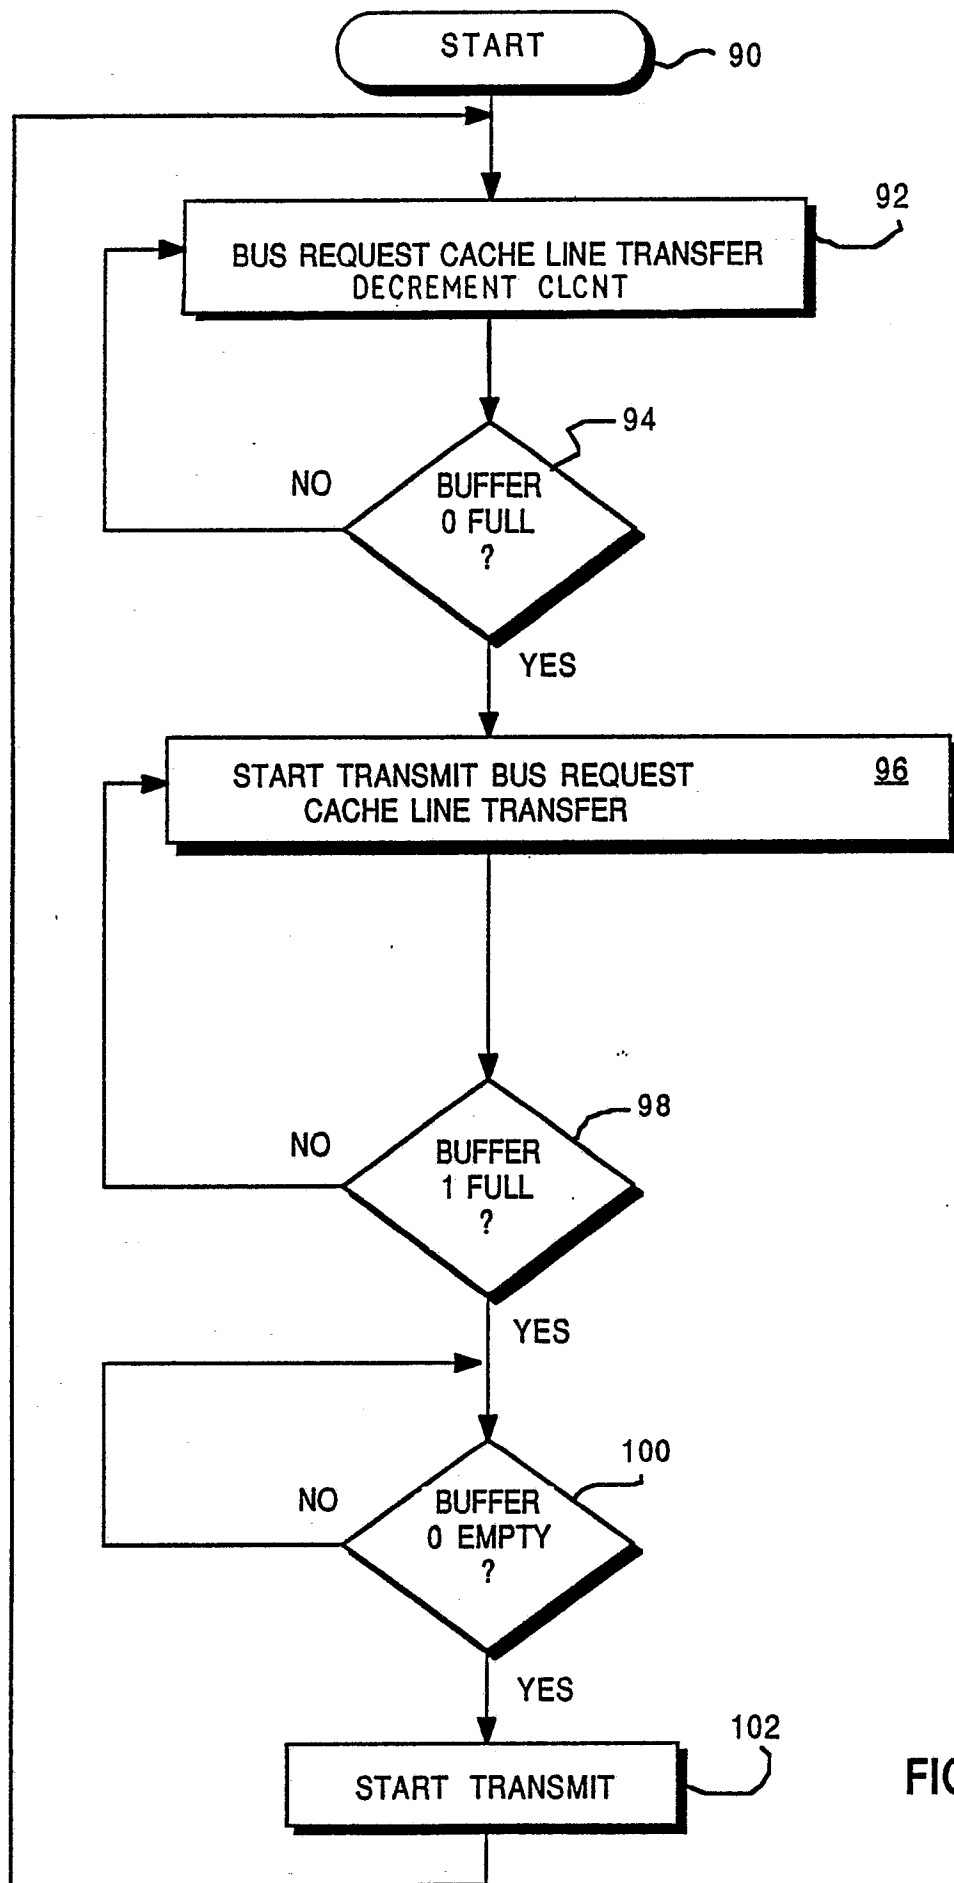 START
90
92
BUS REQUEST CACHE LINE TRANSFER
DECREMENT CLCNT
94
NO
BUFFER
0 FULL
?
YES
START TRANSMIT BUS REQUEST
CACHE LINE TRANSFER
96
98
NO
BUFFER
1 FULL
?
YES
100
NO
BUFFER
0 EMPTY
?
YES
102
START TRANSMIT